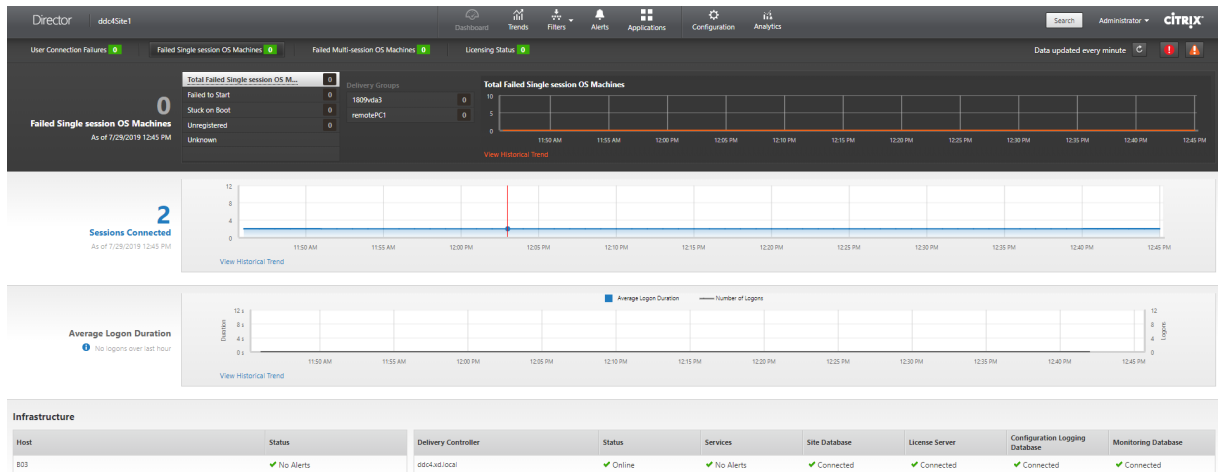 Director ddc4Site1 Dashboard Trends Filters Alerts Applications Configuration Analytics Search Administrator CITRIX
User Connection Failures 0 Failed Single session OS Machines 0 Failed Multi-session OS Machines 0 Licensing Status 0 Data updated every minute
0
Failed Single session OS Machines
As of 7/29/2019 12:45 PM
Total Failed Single session OS M... 0
Failed to Start 0
Stuck on Boot 0
Unregistered 0
Unknown
Delivery Groups
1809vda3 0
remotePC1 0
Total Failed Single session OS Machines
10
5
0
11:50 AM 11:55 AM 12:00 PM 12:05 PM 12:10 PM 12:15 PM 12:20 PM 12:25 PM 12:30 PM 12:35 PM 12:40 PM 12:45 PM
View Historical Trend
2
Sessions Connected
As of 7/29/2019 12:45 PM
12
8
4
0
11:50 AM 11:55 AM 12:00 PM 12:05 PM 12:10 PM 12:15 PM 12:20 PM 12:25 PM 12:30 PM 12:35 PM 12:40 PM 12:45 PM
View Historical Trend
Average Logon Duration
No logons over last hour
Average Logon Duration Number of Logons
Duration
12 s
8 s
4 s
0 s
12
8
4
0
Logons
11:50 AM 11:55 AM 12:00 PM 12:05 PM 12:10 PM 12:15 PM 12:20 PM 12:25 PM 12:30 PM 12:35 PM 12:40 PM 12:45 PM
View Historical Trend
Infrastructure
Host Status
B03 No Alerts
Delivery Controller Status Services Site Database License Server Configuration Logging Database Monitoring Database
ddc4.xd.local Online No Alerts Connected Connected Connected Connected